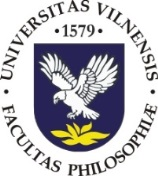 UNIVERSITAS VILNENSIS
· 1579 ·
FACULTAS PHILOSOPHIÆ